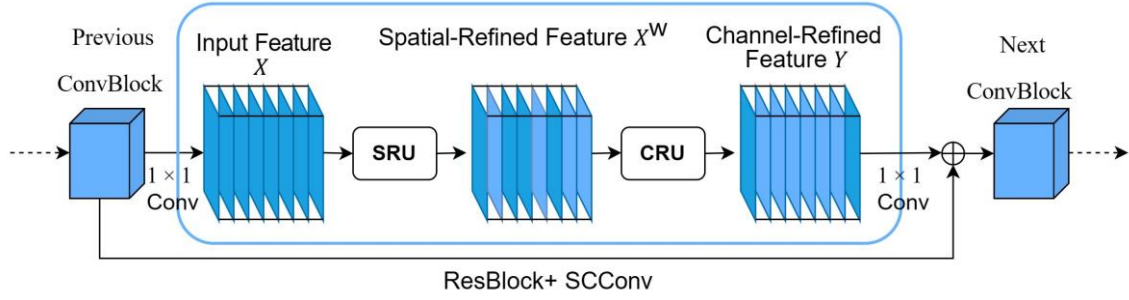 Previous
ConvBlock
Input Feature
X
Spatial-Refined Feature X^W
Channel-Refined
Feature Y
Next
ConvBlock
SRU
CRU
1 × 1
Conv
1 × 1
Conv
ResBlock+ SCConv